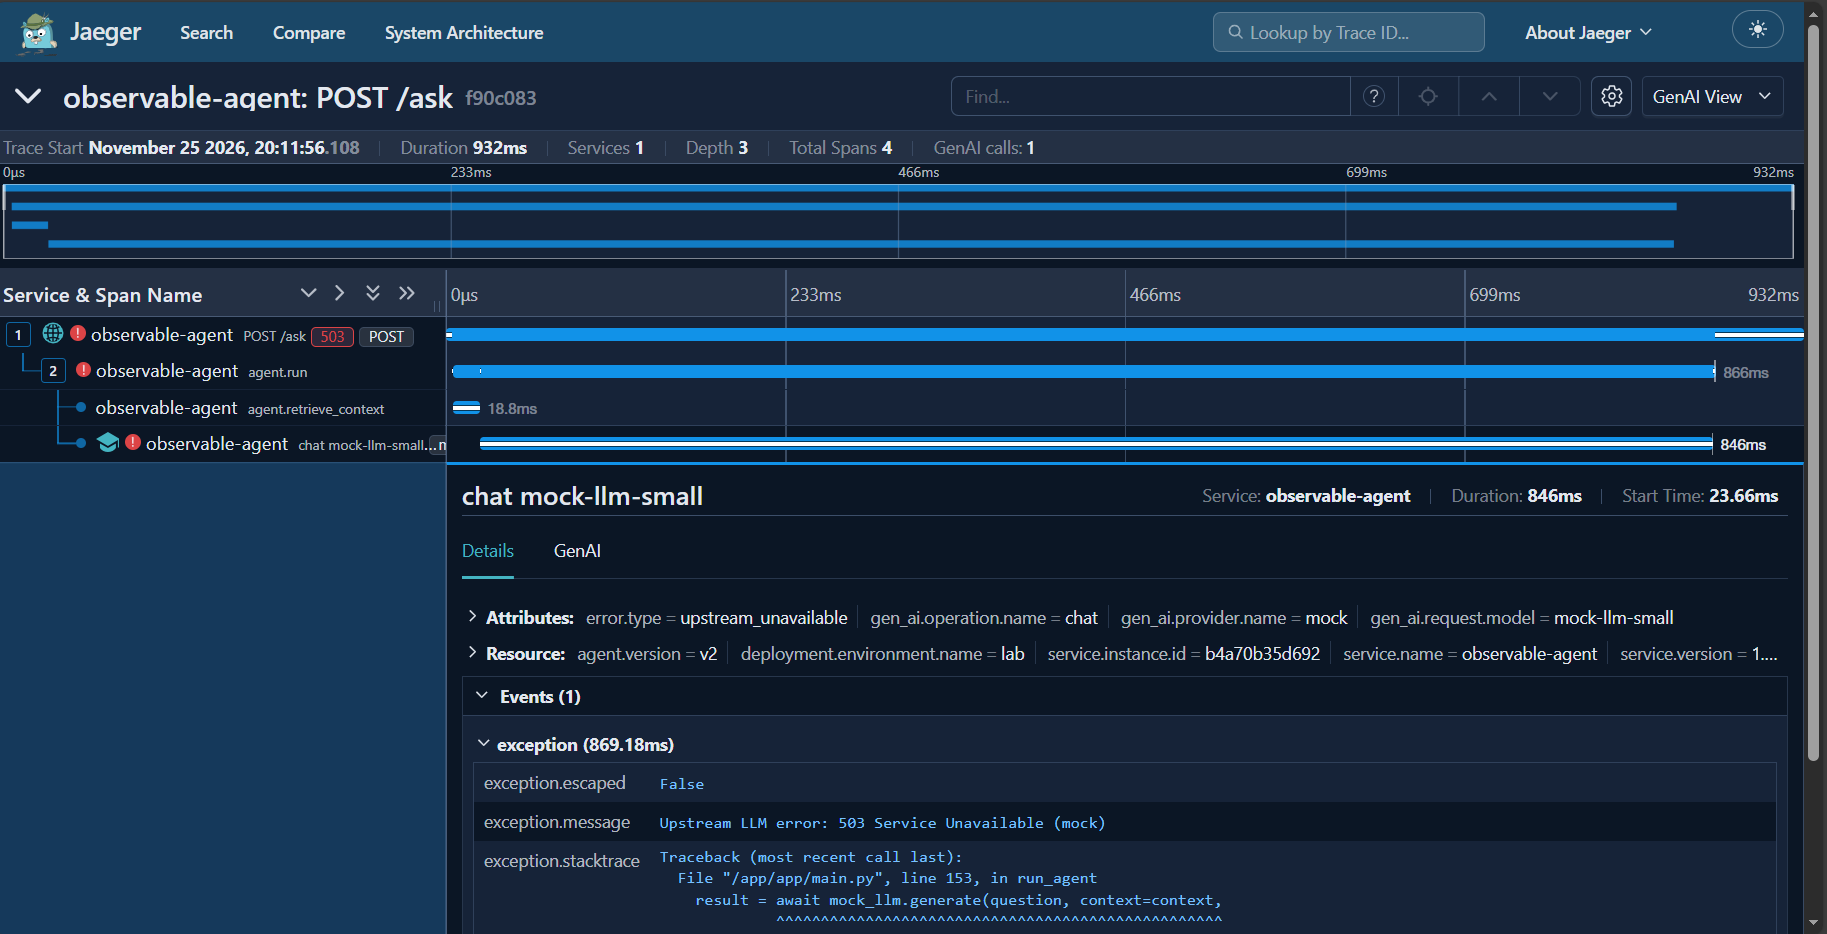 Jaeger Search Compare System Architecture Lookup by Trace ID... About Jaeger
observable-agent: POST /ask f90c083 Find... ? GenAI View
Trace Start November 25 2026, 20:11:56.108 Duration 932ms Services 1 Depth 3 Total Spans 4 GenAI calls: 1
0μs 233ms 466ms 699ms 932ms
Service & Span Name 0μs 233ms 466ms 699ms 932ms
1 ! observable-agent POST /ask 503 POST
2 ! observable-agent agent.run 866ms
observable-agent agent.retrieve_context 18.8ms
! observable-agent chat mock-llm-small... 846ms
chat mock-llm-small Service: observable-agent Duration: 846ms Start Time: 23.66ms
Details GenAI
Attributes: error.type = upstream_unavailable gen_ai.operation.name = chat gen_ai.provider.name = mock gen_ai.request.model = mock-llm-small
Resource: agent.version = v2 deployment.environment.name = lab service.instance.id = b4a70b35d692 service.name = observable-agent service.version = 1....
Events (1)
exception (869.18ms)
exception.escaped False
exception.message Upstream LLM error: 503 Service Unavailable (mock)
exception.stacktrace Traceback (most recent call last):
File "/app/app/main.py", line 153, in run_agent
result = await mock_llm.generate(question, context=context,
^^^^^^^^^^^^^^^^^^^^^^^^^^^^^^^^^^^^^^^^^^^^^^^^^^